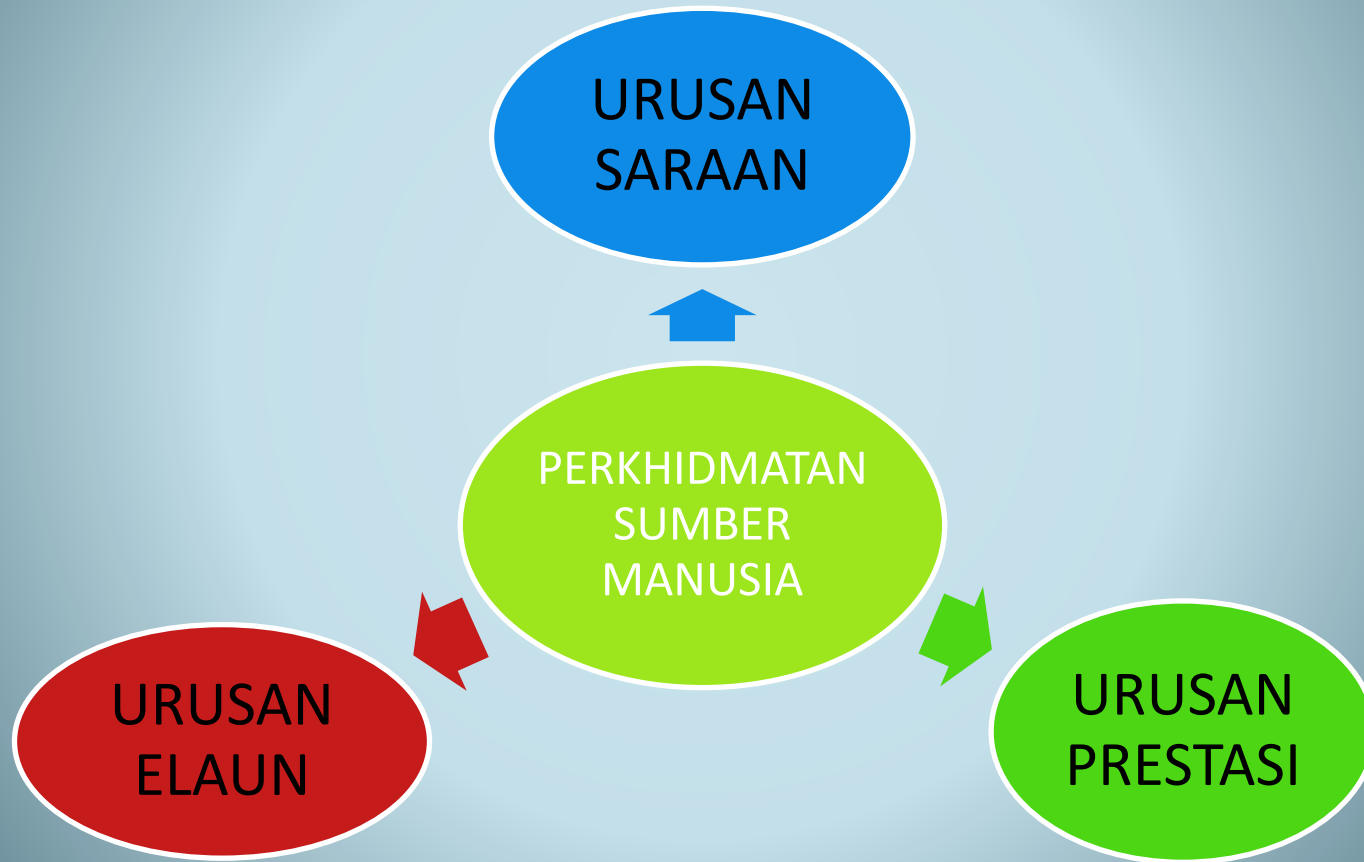 URUSAN
SARAAN
PERKHIDMATAN
SUMBER
MANUSIA
URUSAN
ELAUN
URUSAN
PRESTASI